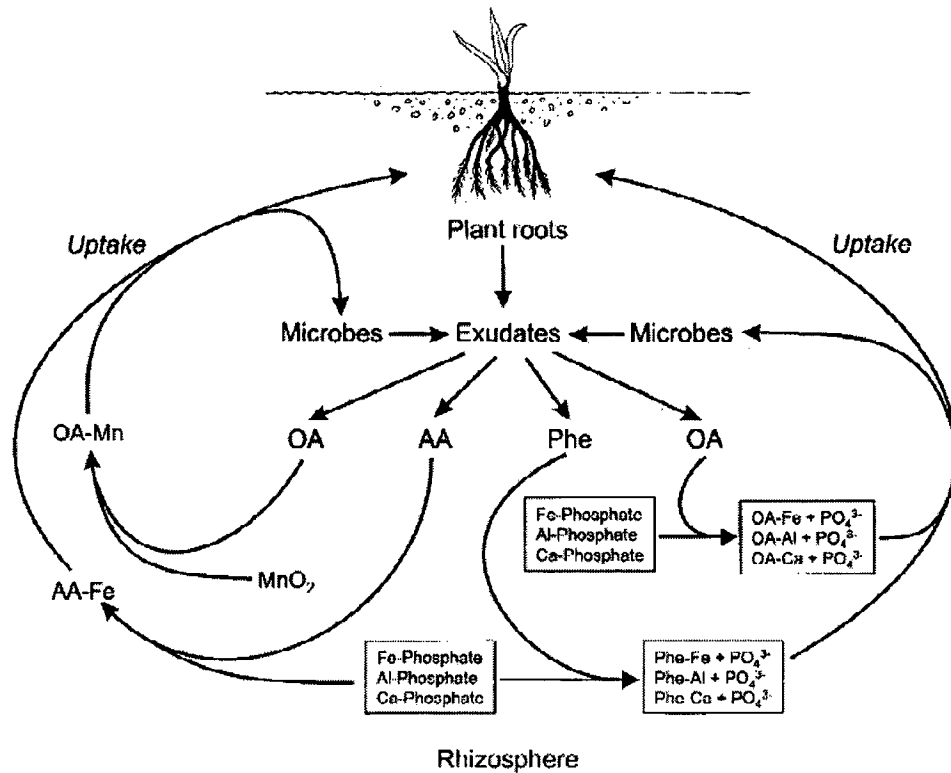 Plant roots
Uptake
Uptake
Microbes
Exudates
Microbes
OA-Mn
OA
AA
Phe
OA
Fe-Phosphate
Al-Phosphate
Ca-Phosphate
OA-Fe + PO₄³⁻
OA-Al + PO₄³⁻
OA-Ca + PO₄³⁻
AA-Fe
MnO₂
Fe-Phosphate
Al-Phosphate
Ca-Phosphate
Phe-Fe + PO₄³⁻
Phe-Al + PO₄³⁻
Phe-Ca + PO₄³⁻
Rhizosphere